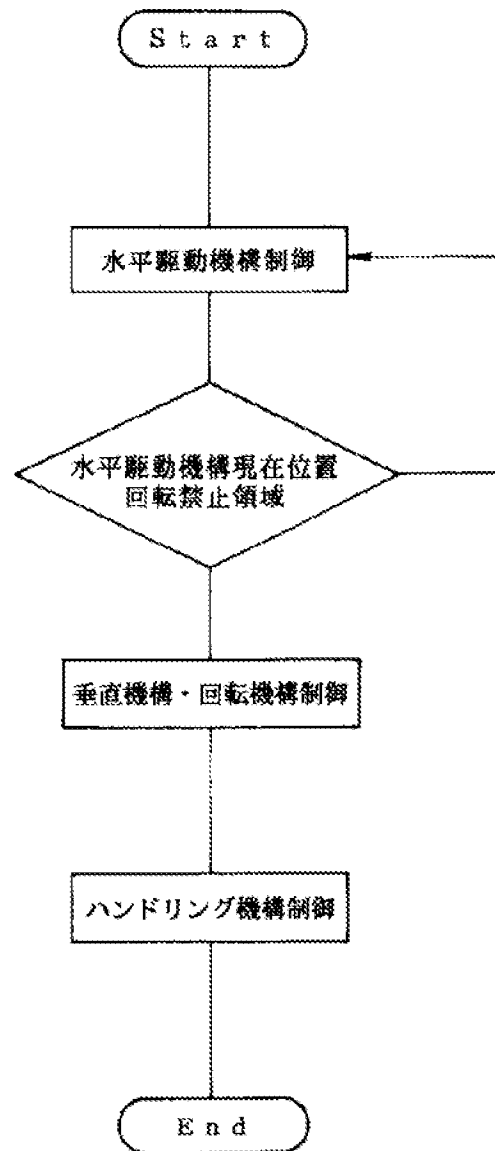 Start
水平駆動機構制御
水平駆動機構現在位置
回転禁止領域
垂直機構・回転機構制御
ハンドリング機構制御
End